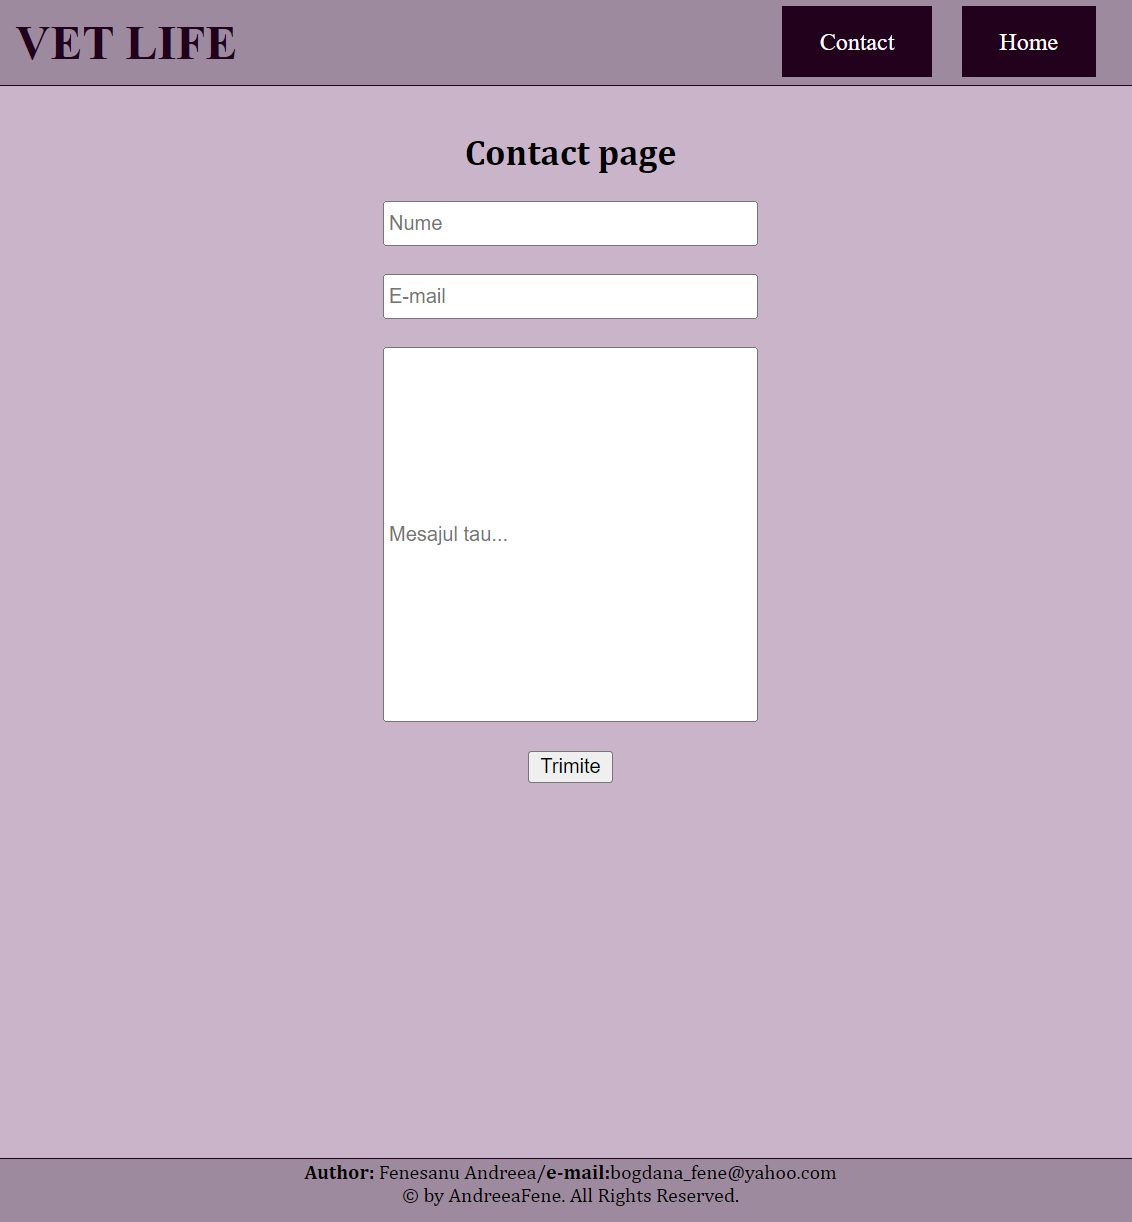 VET LIFE
Contact
Home
Contact page
Nume
E-mail
Mesajul tau...
Trimite
Author: Fenesanu Andreea/e-mail:bogdana_fene@yahoo.com
© by AndreeaFene. All Rights Reserved.